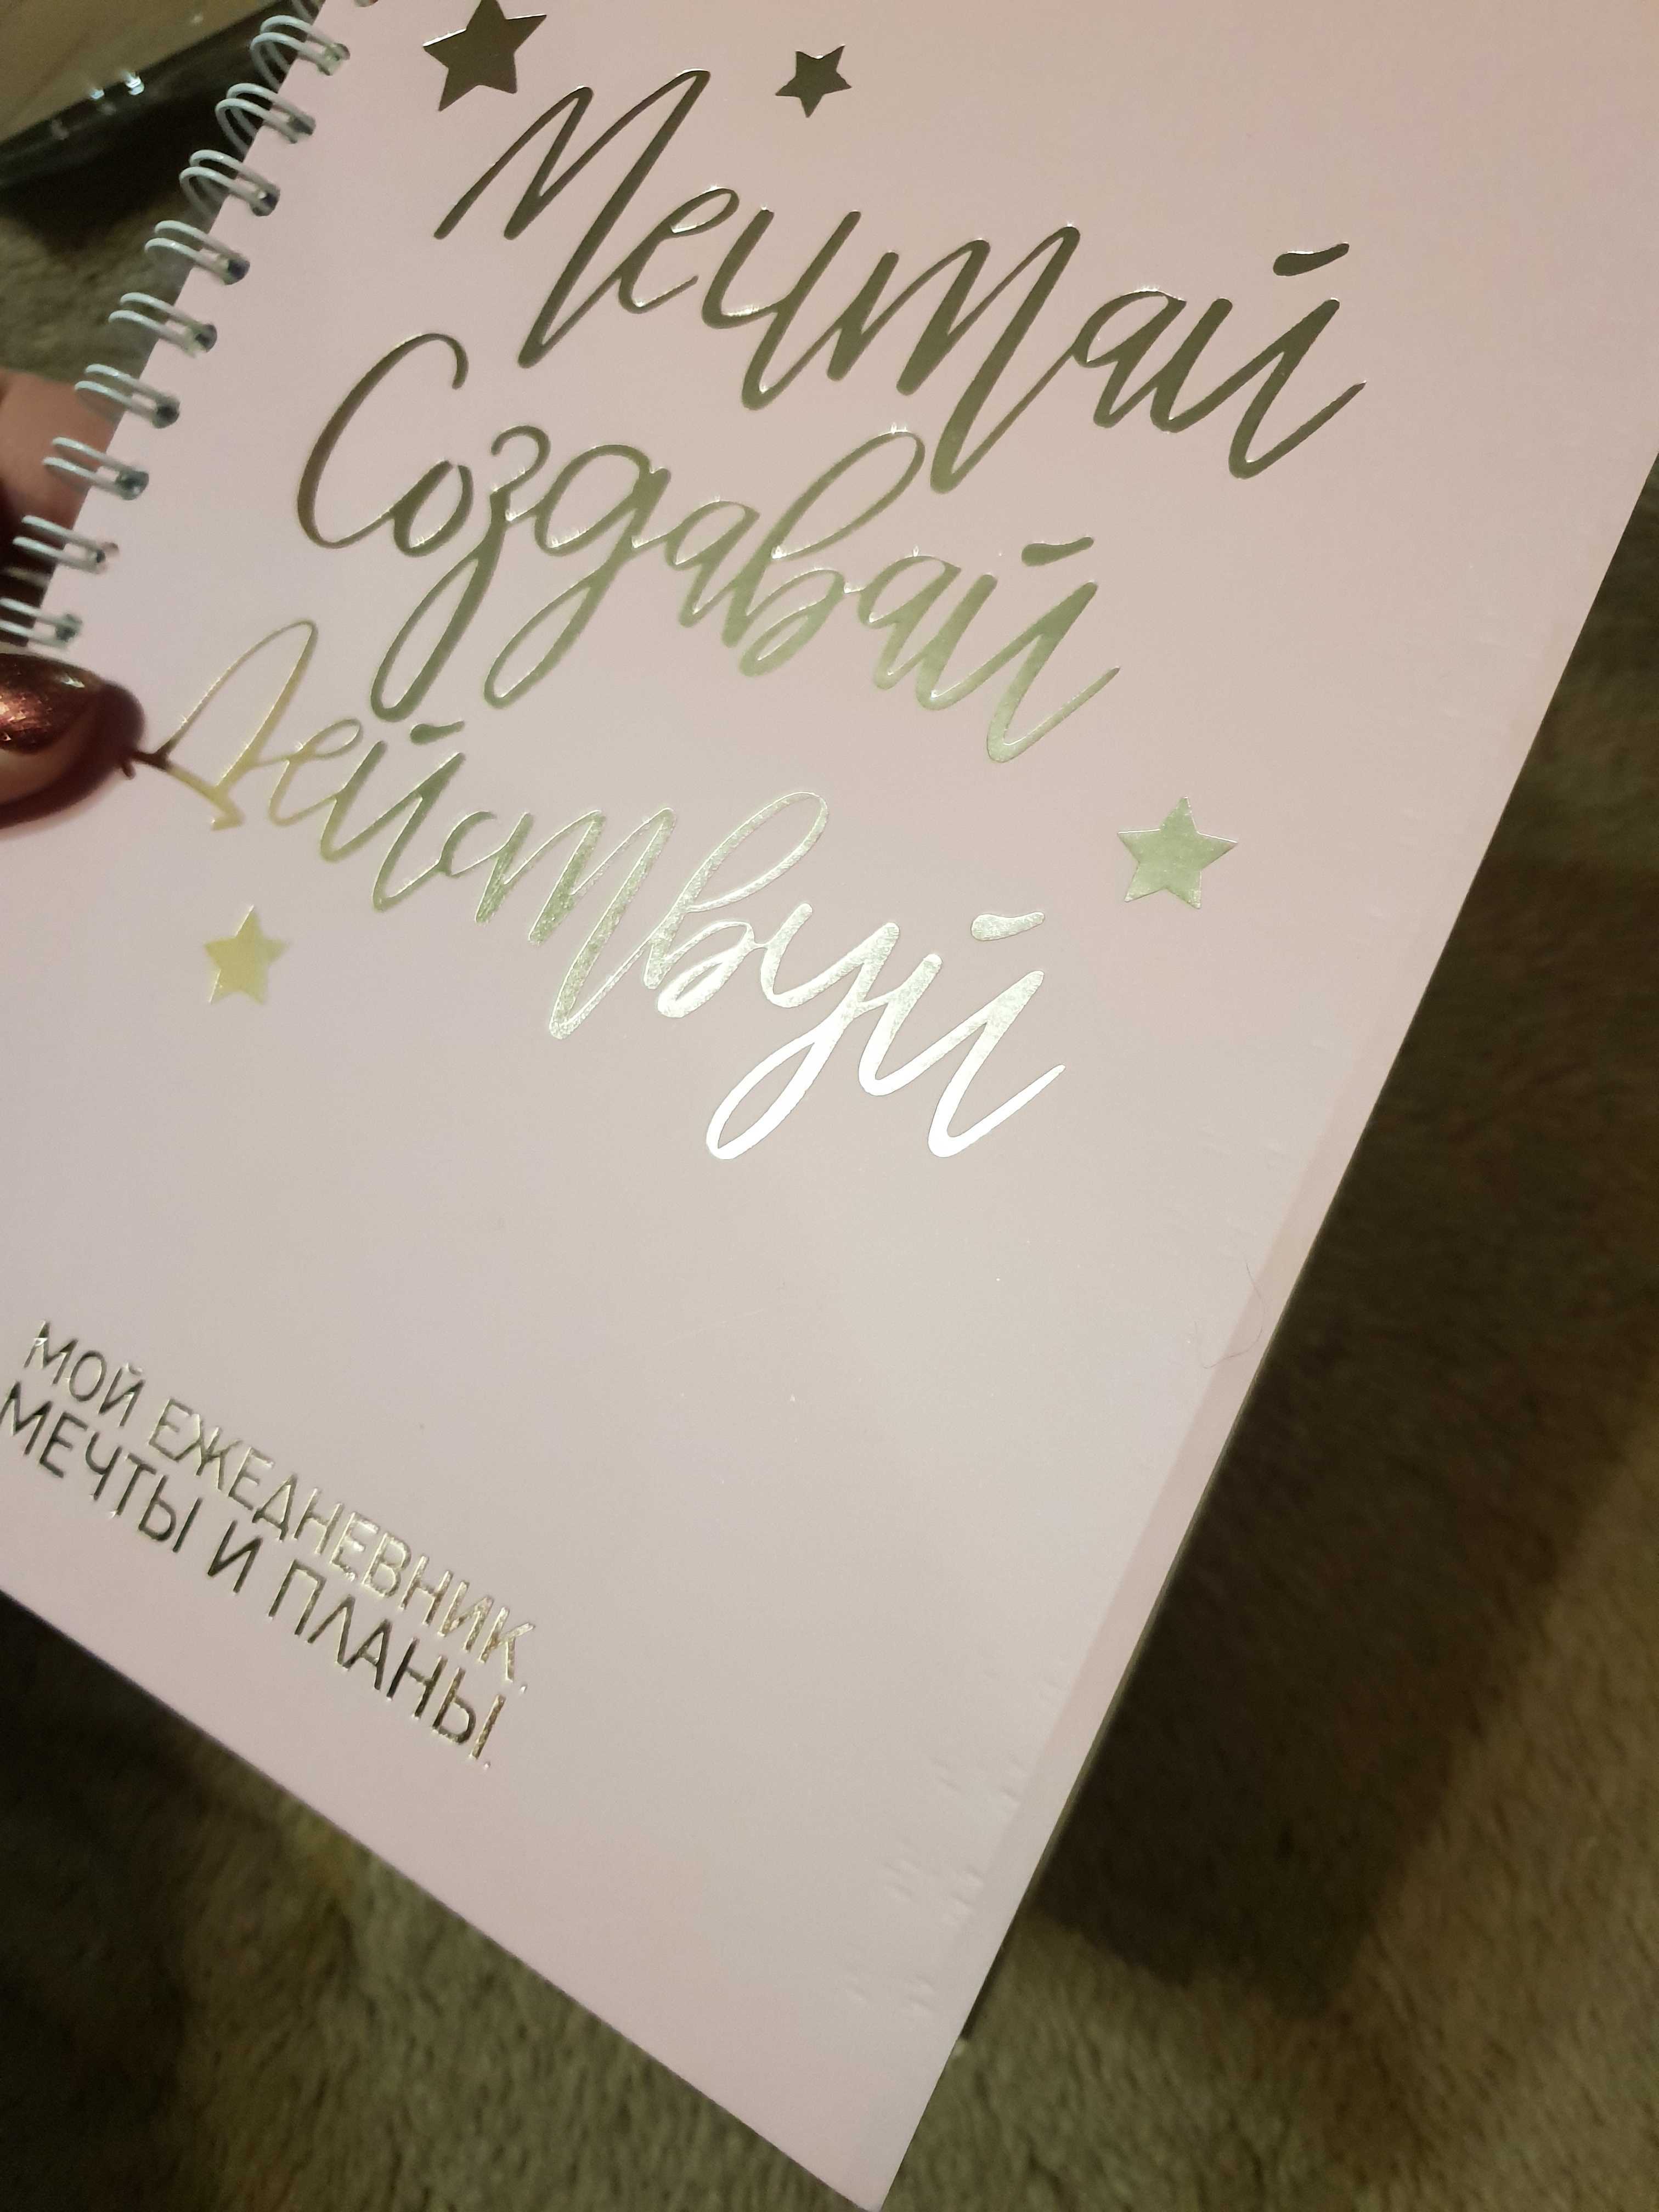 Мечтай
Создавай
Действуй
МОЙ ЕЖЕДНЕВНИК.
МЕЧТЫ И ПЛАНЫ.